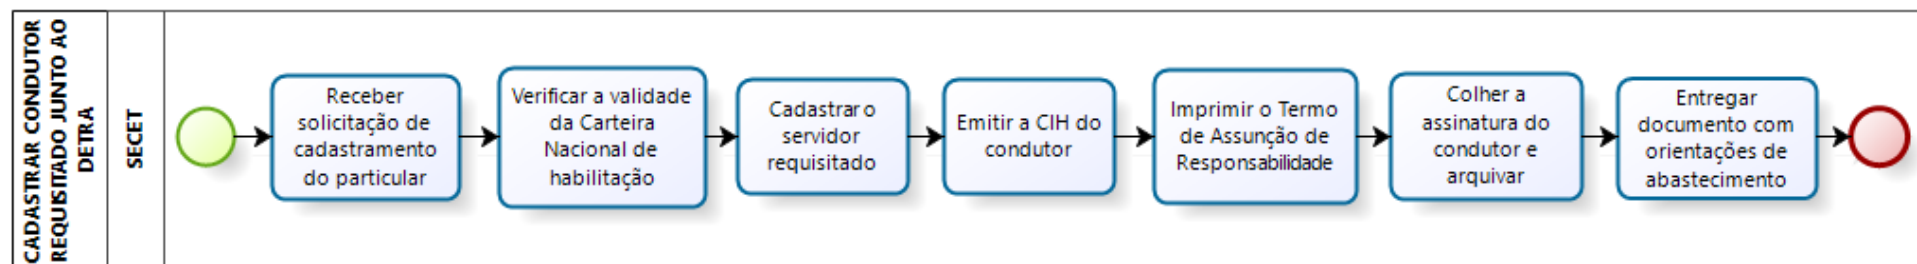 CADASTRAR CONDUTOR
REQUISITADO JUNTO AO
DETRA
SECET
Receber
solicitação de
cadastramento
do particular
Verificar a validade
da Carteira
Nacional de
habilitação
Cadastrar o
servidor
requisitado
Emitir a CIH do
condutor
Imprimir o Termo
de Assunção de
Responsabilidade
Colher a
assinatura do
condutor e
arquivar
Entregar
documento com
orientações de
abastecimento